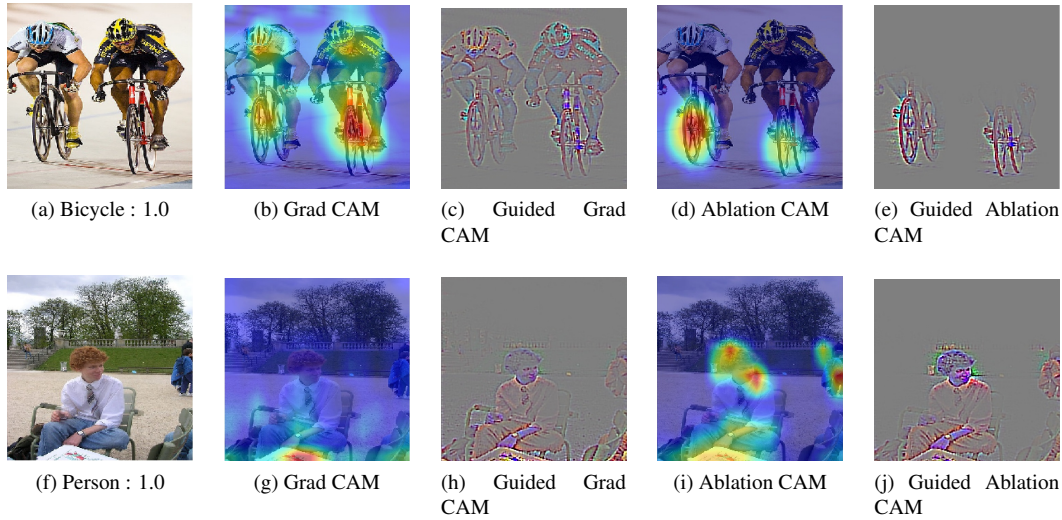 (a) Bicycle : 1.0
(b) Grad CAM
(c) Guided Grad
CAM
(d) Ablation CAM
(e) Guided Ablation
CAM
(f) Person : 1.0
(g) Grad CAM
(h) Guided Grad
CAM
(i) Ablation CAM
(j) Guided Ablation
CAM